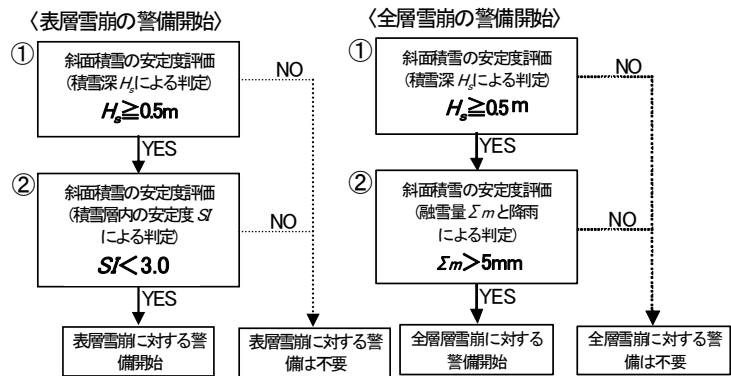 〈表層雪崩の警備開始〉
①
斜面積雪の安定度評価
(積雪深Hsによる判定)
Hs≧0.5m
NO
YES
②
斜面積雪の安定度評価
(積雪層内の安定度SI
による判定)
SI＜3.0
NO
YES
表層雪崩に対する警
備開始
表層雪崩に対する警
備は不要
〈全層雪崩の警備開始〉
①
斜面積雪の安定度評価
(積雪深Hsによる判定)
Hs≧0.5m
NO
YES
②
斜面積雪の安定度評価
(融雪量Σmと降雨
による判定)
Σm＞5mm
NO
YES
全層層雪崩に対する
警備開始
全層雪崩に対する警
備は不要